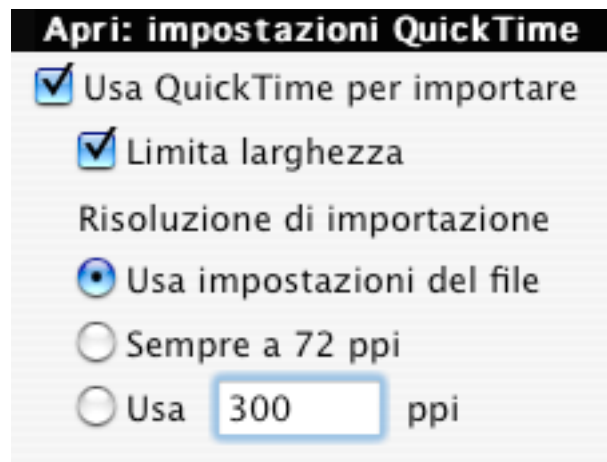 Apri: impostazioni QuickTime
Usa QuickTime per importare
Limita larghezza
Risoluzione di importazione
Usa impostazioni del file
Sempre a 72 ppi
Usa 300 ppi